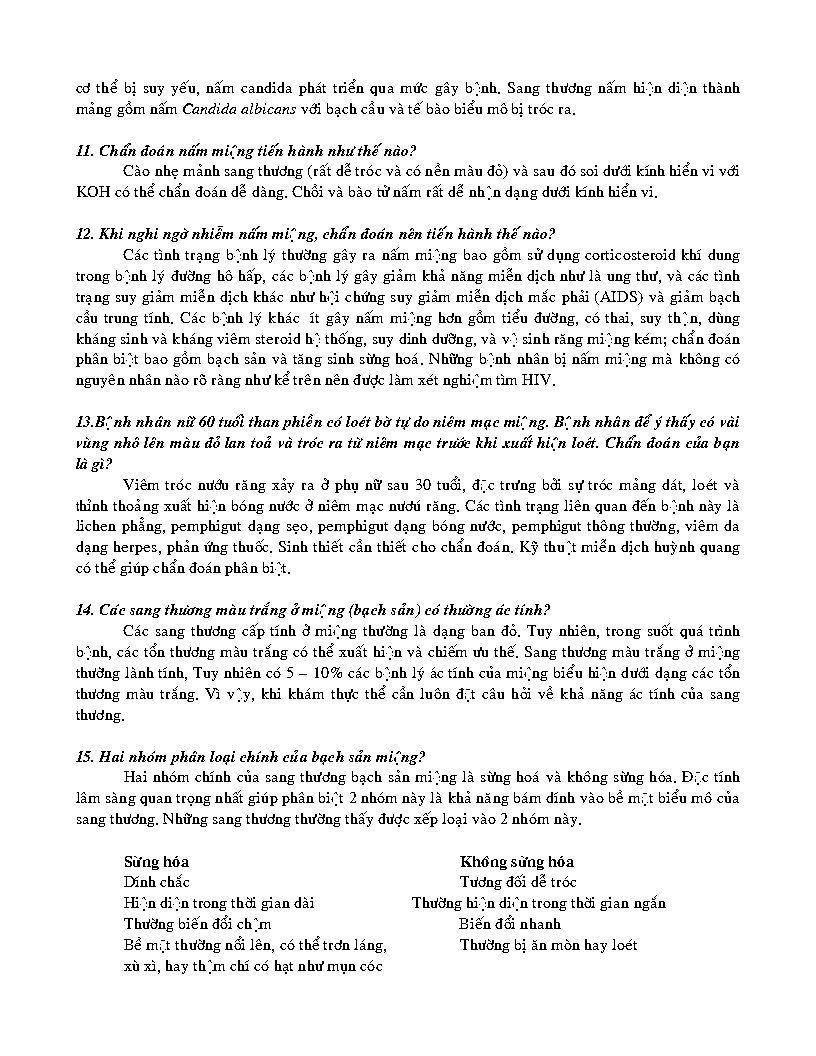 cơ thể bị suy yếu, nấm candida phát triển qua mức gây bệnh. Sang thương nấm hiện diện thành
mảng gồm nấm Candida albicans với bạch cầu và tế bào biểu mô bị tróc ra.
11. Chẩn đoán nấm miệng tiến hành như thế nào?
Cào nhẹ mảnh sang thương (rất dễ tróc và có nền màu đỏ) và sau đó soi dưới kính hiển vi với
KOH có thể chẩn đoán dễ dàng. Chồi và bào tử nấm rất dễ nhận dạng dưới kính hiển vi.
12. Khi nghi ngờ nhiễm nấm miệng, chẩn đoán nên tiến hành thế nào?
Các tình trạng bệnh lý thường gây ra nấm miệng bao gồm sử dụng corticosteroid khí dung
trong bệnh lý đường hô hấp, các bệnh lý gây giảm khả năng miễn dịch như là ung thư, và các tình
trạng suy giảm miễn dịch khác như hội chứng suy giảm miễn dịch mắc phải (AIDS) và giảm bạch
cầu trung tính. Các bệnh lý khác ít gây nấm miệng hơn gồm tiểu đường, có thai, suy thận, dùng
kháng sinh và kháng viêm steroid hệ thống, suy dinh dưỡng, và vệ sinh răng miệng kém; chẩn đoán
phân biệt bao gồm bạch sản và tăng sinh sừng hoá. Những bệnh nhân bị nấm miệng mà không có
nguyên nhân nào rõ ràng như kể trên nên được làm xét nghiệm tìm HIV.
13.Bệnh nhân nữ 60 tuổi than phiền có loét bờ tự do niêm mạc miệng. Bệnh nhân để ý thấy có vài
vùng nhô lên màu đỏ lan toả và tróc ra từ niêm mạc trước khi xuất hiện loét. Chẩn đoán của bạn
là gì?
Viêm tróc nướu răng xảy ra ở phụ nữ sau 30 tuổi, đặc trưng bởi sự tróc mảng dát, loét và
thỉnh thoảng xuất hiện bóng nước ở niêm mạc nươú răng. Các tình trạng liên quan đến bệnh này là
lichen phẳng, pemphigut dạng sẹo, pemphigut dạng bóng nước, pemphigut thông thường, viêm da
dạng herpes, phản ứng thuốc. Sinh thiết cần thiết cho chẩn đoán. Kỹ thuật miễn dịch huỳnh quang
có thể giúp chẩn đoán phân biệt.
14. Các sang thương màu trắng ở miệng (bạch sản) có thường ác tính?
Các sang thương cấp tính ở miệng thường là dạng ban đỏ. Tuy nhiên, trong suốt quá trình
bệnh, các tổn thương màu trắng có thể xuất hiện và chiếm ưu thế. Sang thương màu trắng ở miệng
thường lành tính, Tuy nhiên có 5 – 10% các bệnh lý ác tính của miệng biểu hiện dưới dạng các tổn
thương màu trắng. Vì vậy, khi khám thực thể cần luôn đặt câu hỏi về khả năng ác tính của sang
thương.
15. Hai nhóm phân loại chính của bạch sản miệng?
Hai nhóm chính của sang thương bạch sản miệng là sừng hoá và không sừng hóa. Đặc tính
lâm sàng quan trọng nhất giúp phân biệt 2 nhóm này là khả năng bám dính vào bề mặt biểu mô của
sang thương. Những sang thương thường thấy được xếp loại vào 2 nhóm này.
Sừng hóa Không sừng hóa
Dính chắc Tương đối dễ tróc
Hiện diện trong thời gian dài Thường hiện diện trong thời gian ngắn
Thường biến đổi chậm Biến đổi nhanh
Bề mặt thường nổi lên, có thể trơn láng, Thường bị ăn mòn hay loét
xù xì, hay thậm chí có hạt như mụn cóc